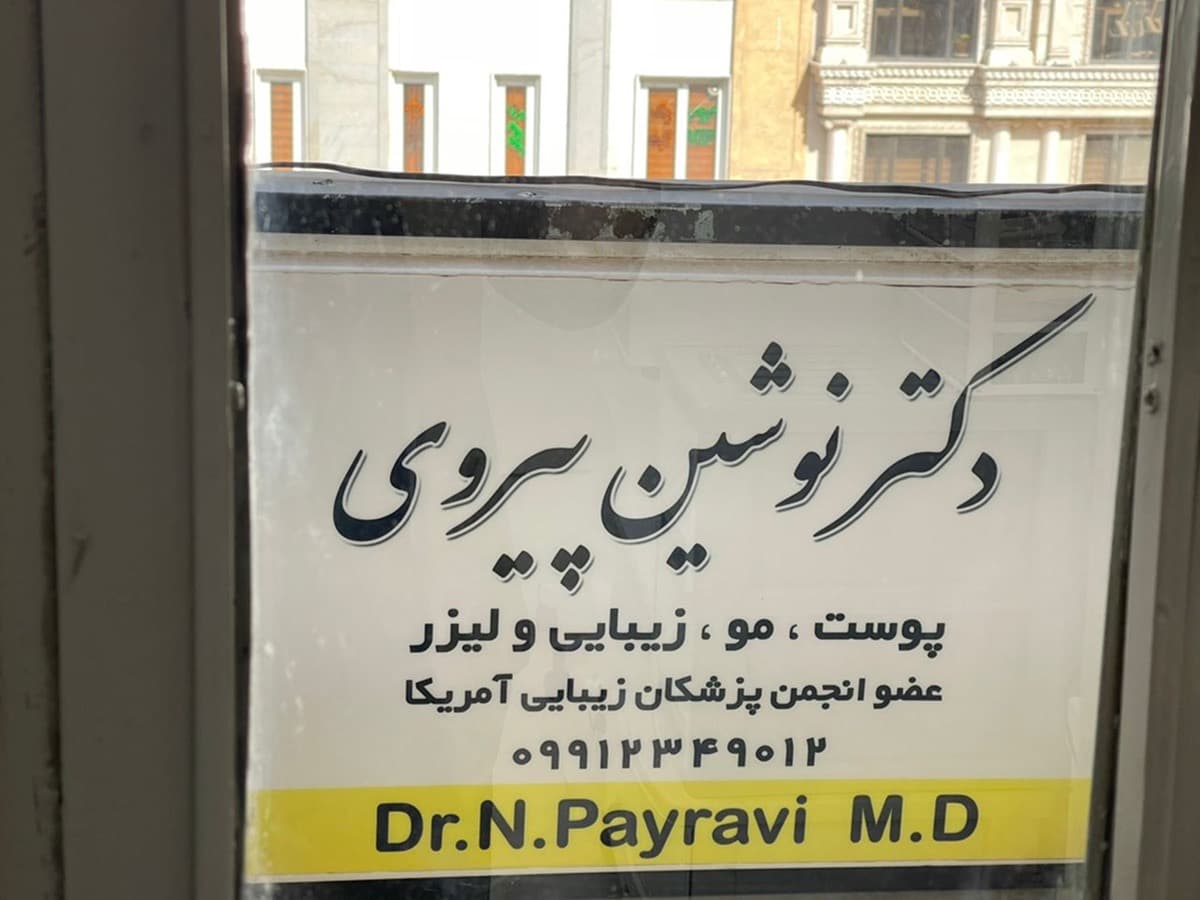 دکتر نوشین پیروی
پوست ، مو ، زیبایی و لیزر
عضو انجمن پزشکان زیبایی آمریکا
۰۹۹۱۲۳۴۹۰۱۲
Dr.N.Payravi M.D